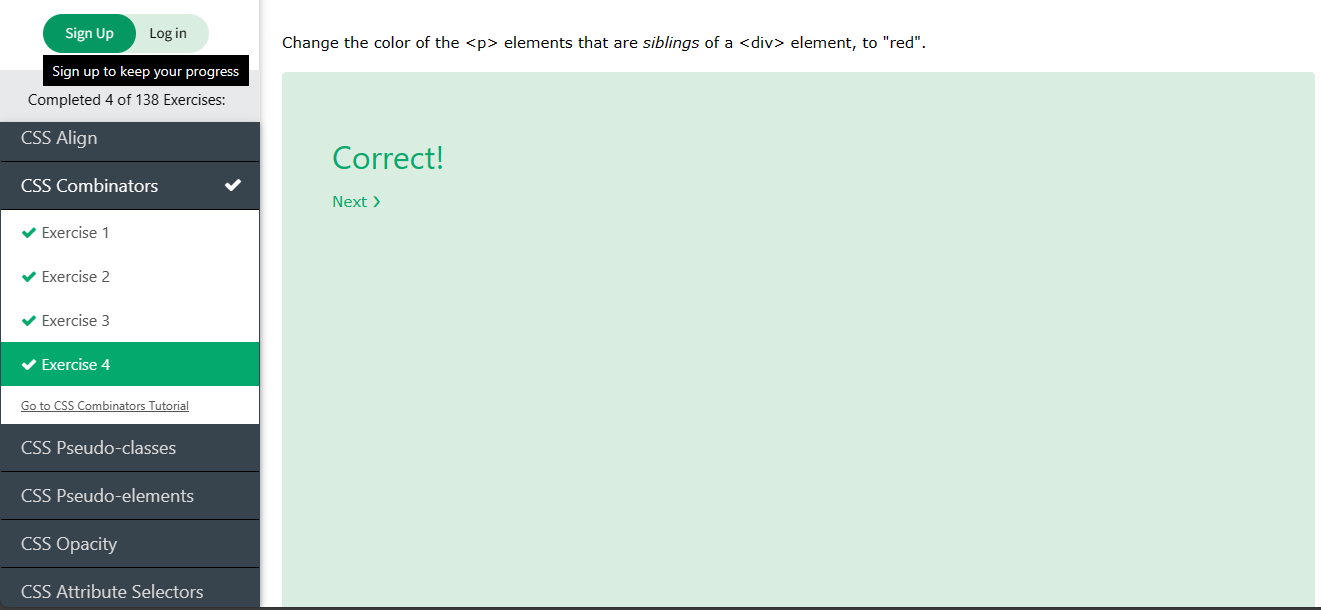 Sign Up Log in
Sign up to keep your progress
Completed 4 of 138 Exercises:
CSS Align
CSS Combinators
Exercise 1
Exercise 2
Exercise 3
Exercise 4
Go to CSS Combinators Tutorial
CSS Pseudo-classes
CSS Pseudo-elements
CSS Opacity
CSS Attribute Selectors
Change the color of the <p> elements that are siblings of a <div> element, to "red".
Correct!
Next ❯